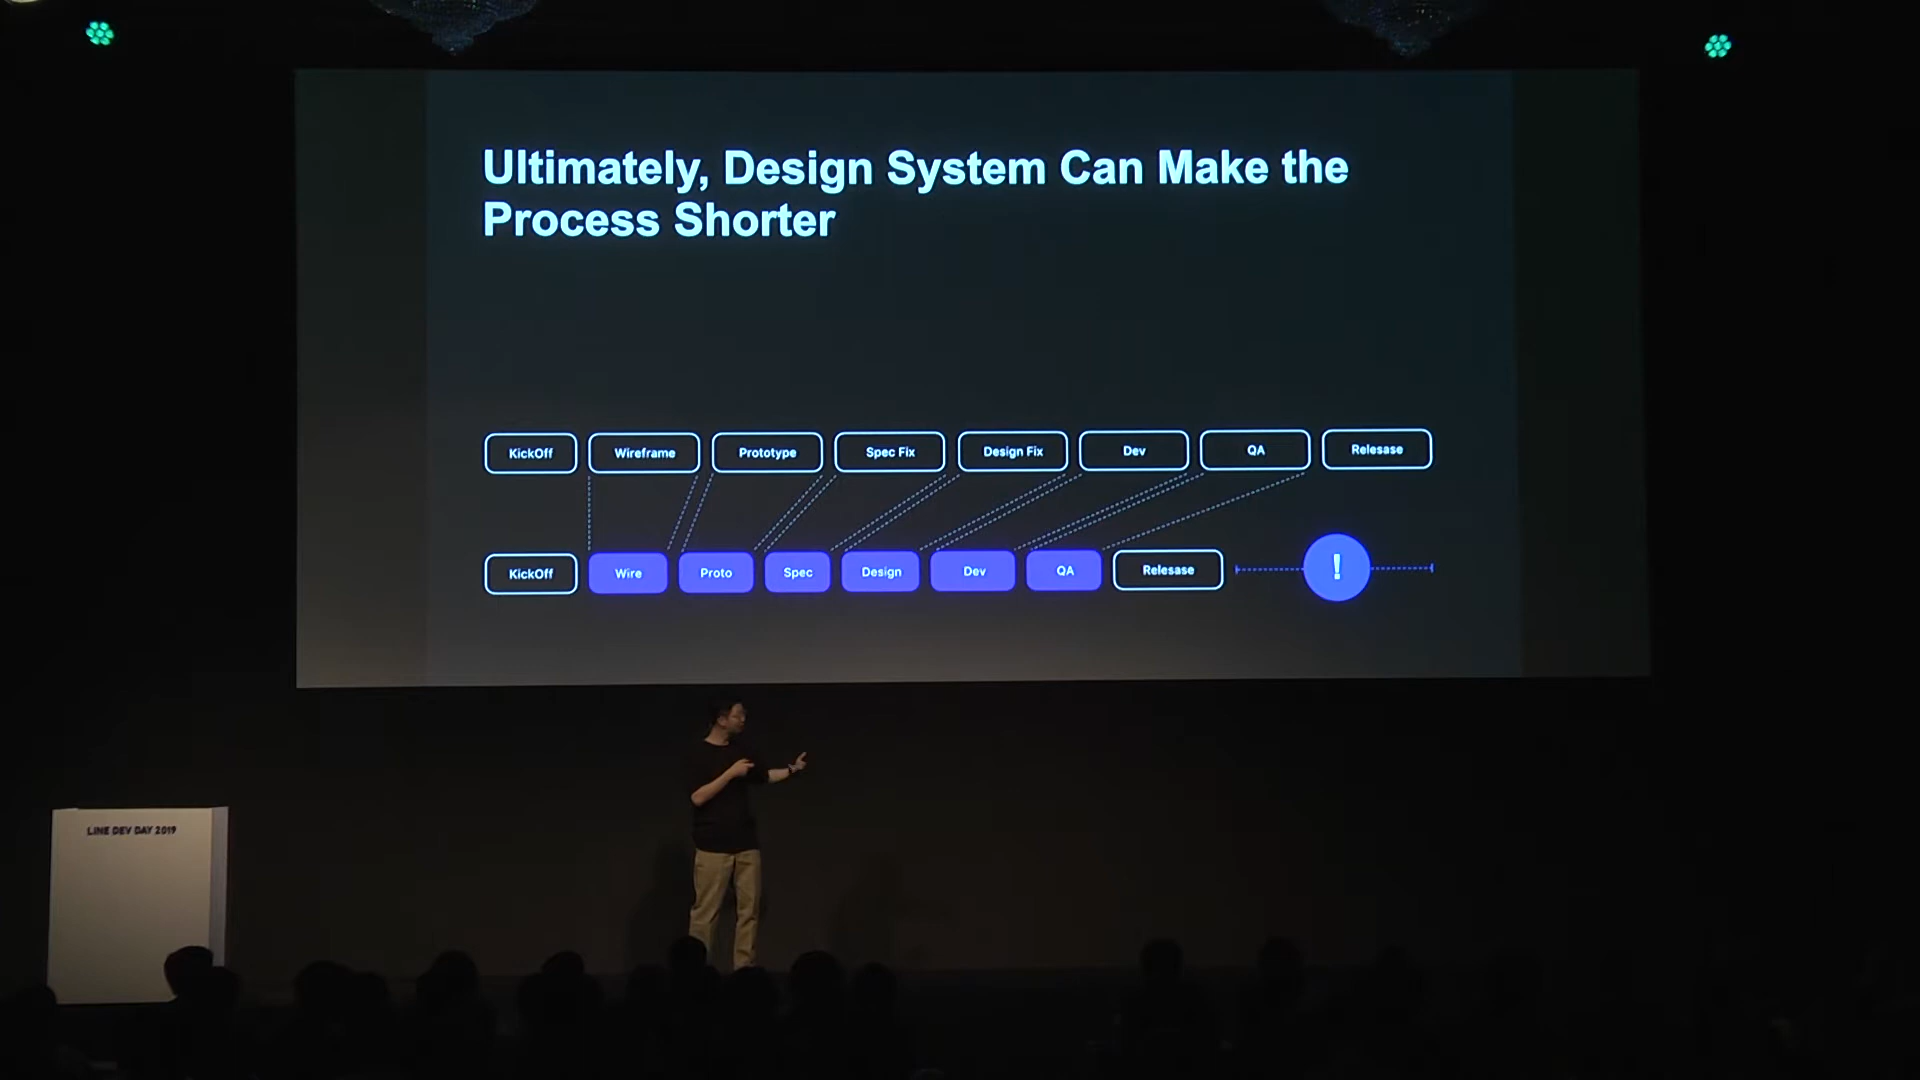 Ultimately, Design System Can Make the
Process Shorter
KickOff
Wireframe
Prototype
Spec Fix
Design Fix
Dev
QA
Relesase
KickOff
Wire
Proto
Spec
Design
Dev
QA
Relesase
!
LINE DEV DAY 2019